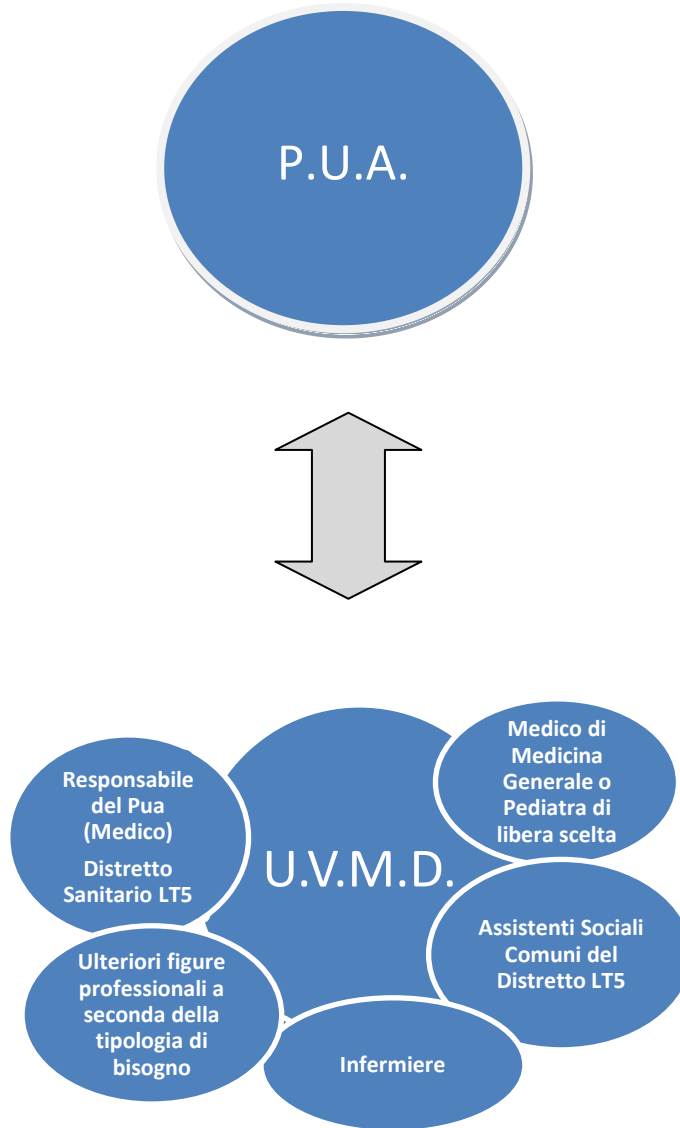 P.U.A.
Responsabile
del Pua
(Medico)
Distretto
Sanitario LT5
U.V.M.D.
Medico di
Medicina
Generale o
Pediatra di
libera scelta
Assistenti Sociali
Comuni del
Distretto LT5
Ulteriori figure
professionali a
seconda della
tipologia di
bisogno
Infermiere